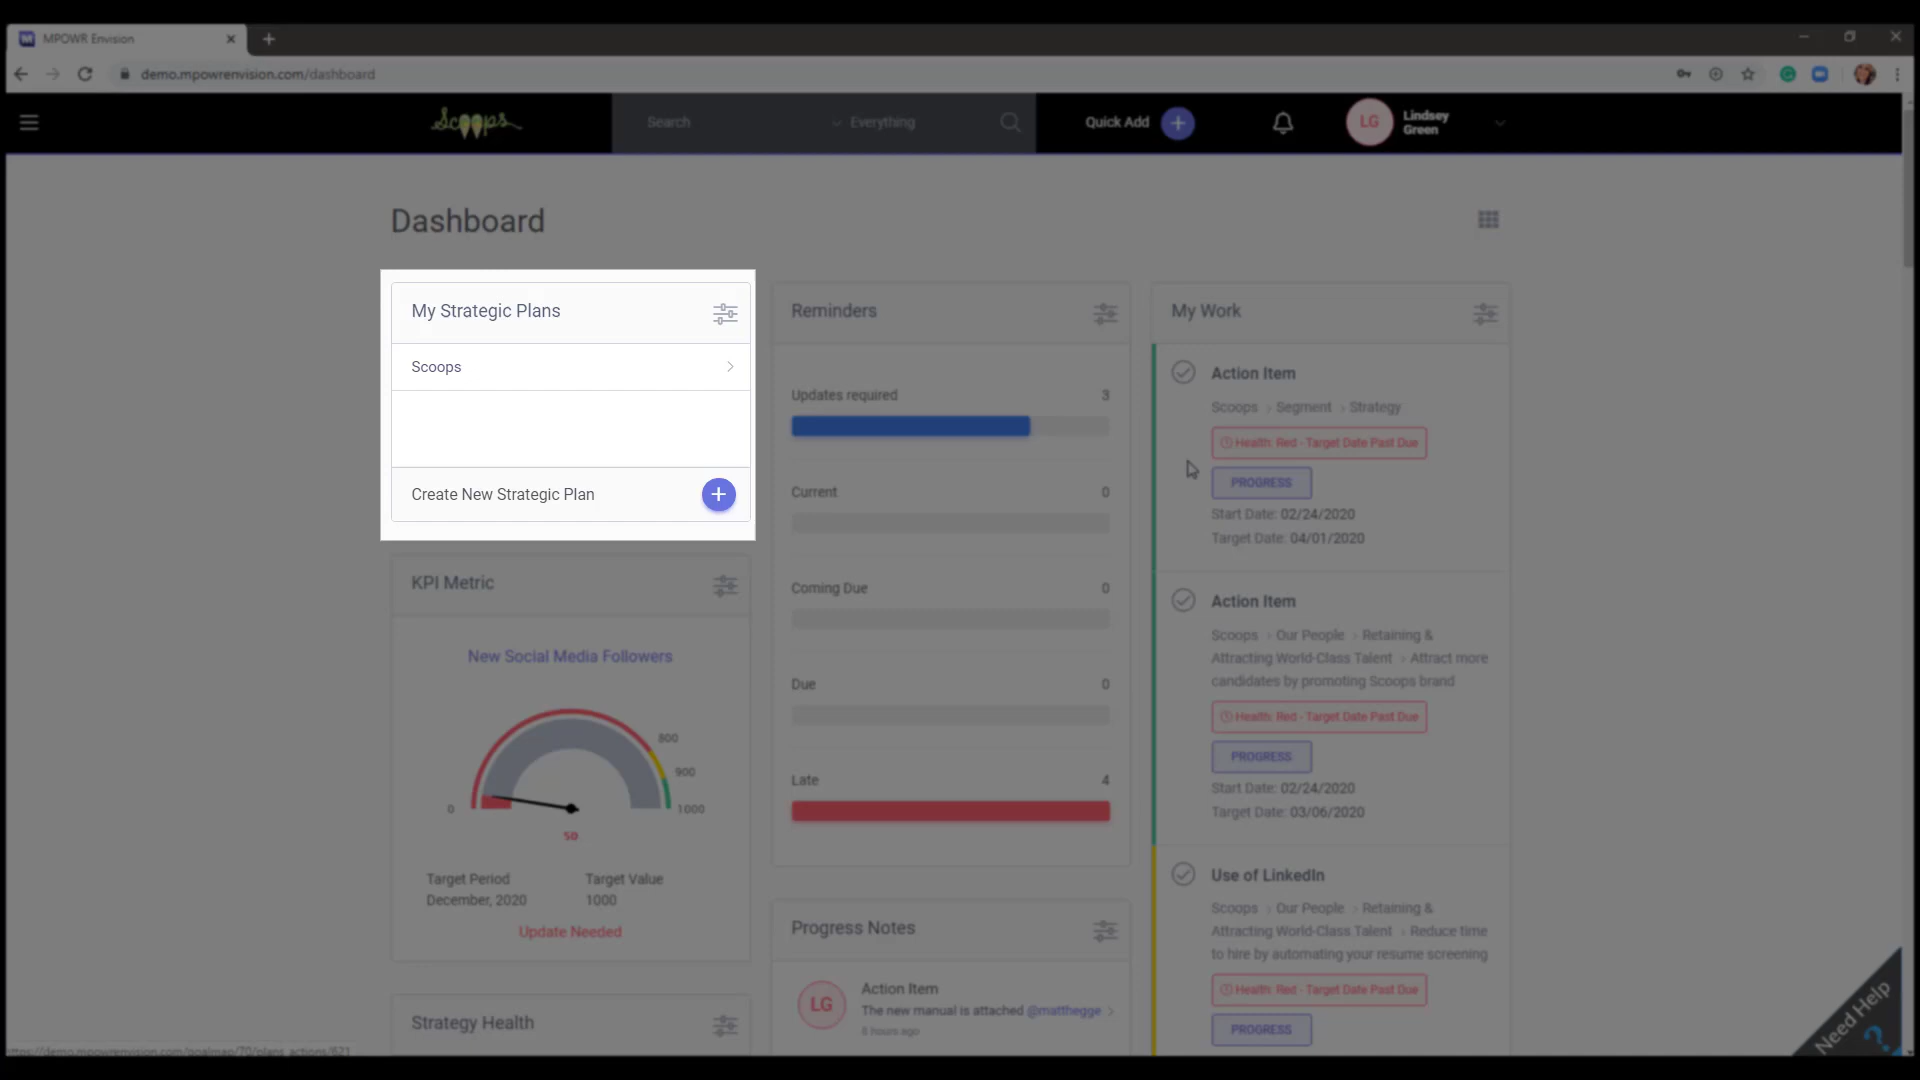 MPOWR Envision
demo.mpowrenvision.com/dashboard
Scoops
Search
Everything
Quick Add
LG
Lindsey
Green
Dashboard
My Strategic Plans
Scoops
Create New Strategic Plan
KPI Metric
New Social Media Followers
0
800
900
1000
50
Target Period
December, 2020
Target Value
1000
Update Needed
Strategy Health
Reminders
Updates required 3
Current 0
Coming Due 0
Due 0
Late 4
Progress Notes
LG
Action Item
The new manual is attached @matthegge
8 hours ago
My Work
Action Item
Scoops > Segment > Strategy
Health: Red - Target Date Past Due
PROGRESS
Start Date: 02/24/2020
Target Date: 04/01/2020
Action Item
Scoops > Our People > Retaining &
Attracting World-Class Talent > Attract more
candidates by promoting Scoops brand
Health: Red - Target Date Past Due
PROGRESS
Start Date: 02/24/2020
Target Date: 03/06/2020
Use of LinkedIn
Scoops > Our People > Retaining &
Attracting World-Class Talent > Reduce time
to hire by automating your resume screening
Health: Red - Target Date Past Due
PROGRESS
Need Help
?